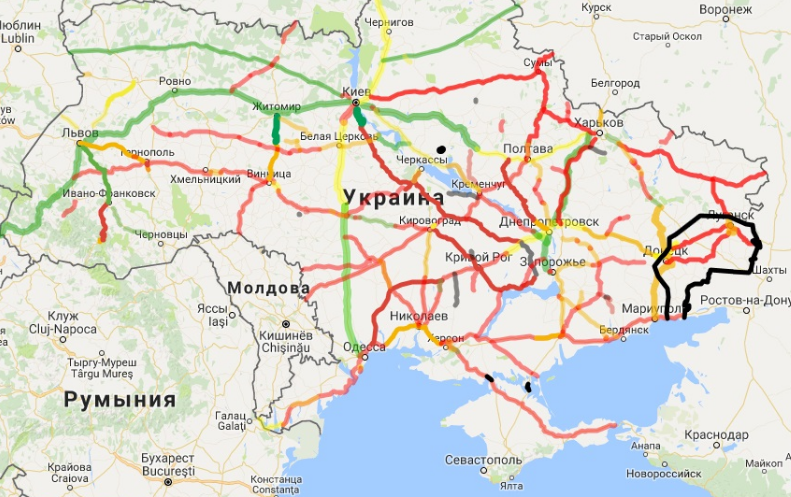 Люблин
Lublin
Чернигов
Курск
Воронеж
Старый Оскол
Сумы
Белгород
Ровно
Житомир
Киев
Харьков
Львов
Белая Церковь
Полтава
Хмельницкий
Винница
Черкассы
Кременчуг
Ивано-Франковск
Украина
Луганск
Черновцы
Кировоград
Днепропетровск
Донецк
Кривой Рог
Запорожье
Шахты
Молдова
Мариуполь
Ростов-на-Дону
Яссы
Iași
Николаев
Клуж
Cluj-Napoca
Кишинёв
Chișinău
Херсон
Бердянск
Одесса
Тыргу-Муреш
Târgu Mureș
Румыния
Галац
Galați
Краснодар
Севастополь
Анапа
Бухарест
București
Майкоп
Крайова
Craiova
Констанца
Constanța
Ялта
Новороссийск